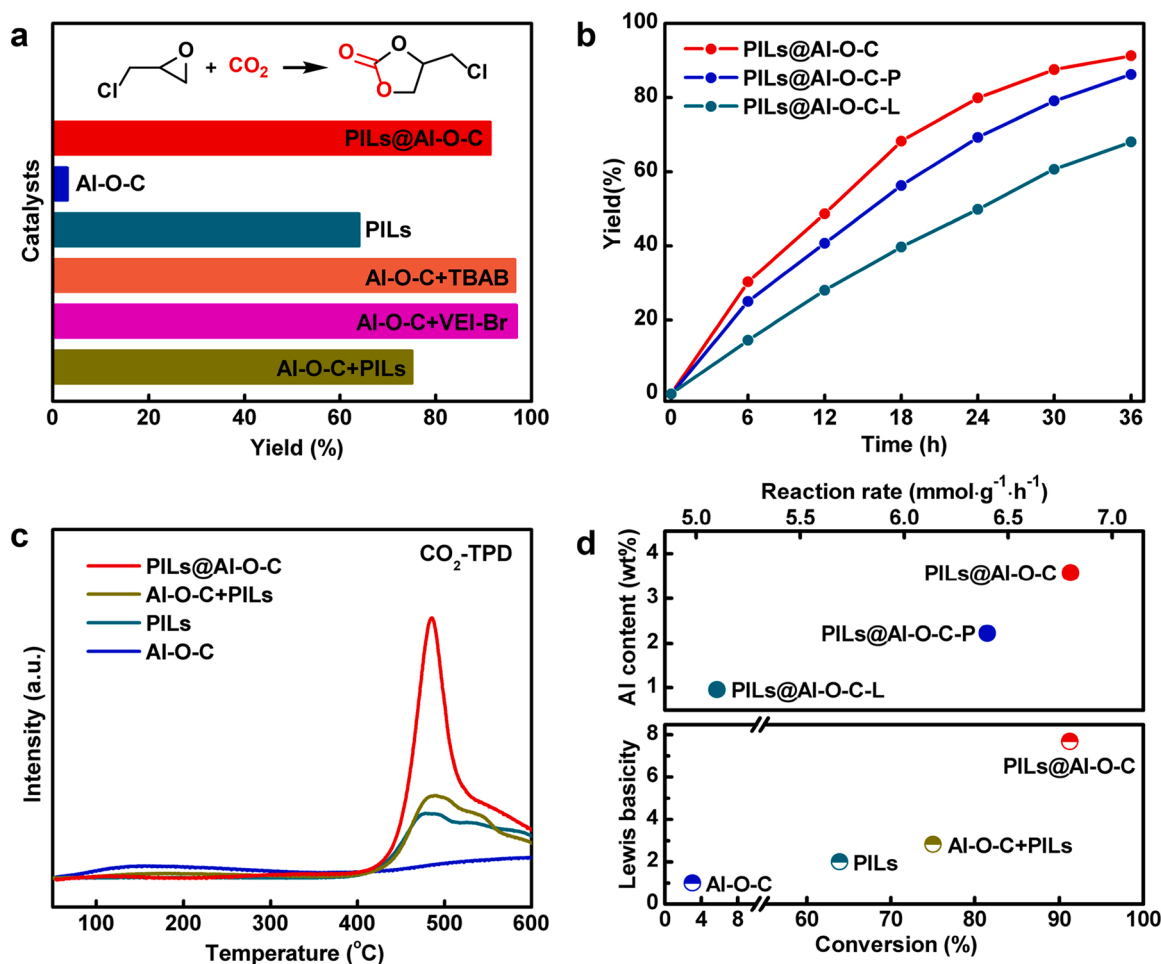 a
O
Cl
+ CO2
O
O
O
Cl
PILs@Al-O-C
Al-O-C
PILs
Al-O-C+TBAB
Al-O-C+VEI-Br
Al-O-C+PILs
Catalysts
0 20 40 60 80 100
Yield (%)
b
PILs@Al-O-C
PILs@Al-O-C-P
PILs@Al-O-C-L
100
80
60
40
20
0
Yield(%)
0 6 12 18 24 30 36
Time (h)
c
CO2-TPD
PILs@Al-O-C
Al-O-C+PILs
PILs
Al-O-C
Intensity (a.u.)
100 200 300 400 500 600
Temperature (oC)
d
Reaction rate (mmol·g-1·h-1)
5.0 5.5 6.0 6.5 7.0
4
3
2
1
Al content (wt%)
PILs@Al-O-C
PILs@Al-O-C-P
PILs@Al-O-C-L
8
6
4
2
0
Lewis basicity
PILs@Al-O-C
Al-O-C+PILs
PILs
Al-O-C
4 8 60 70 80 90 100
Conversion (%)